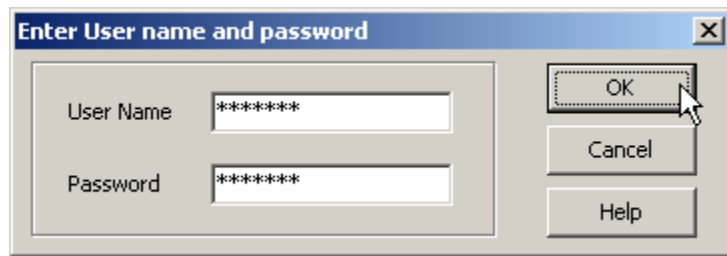 Enter User name and password
User Name *******
OK
Cancel
Password *******
Help